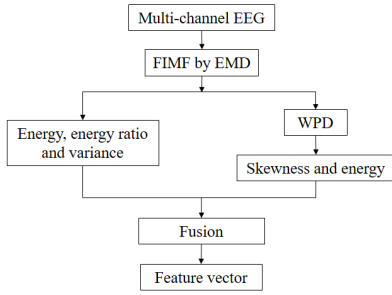 Multi-channel EEG
FIMF by EMD
Energy, energy ratio
and variance
WPD
Skewness and energy
Fusion
Feature vector